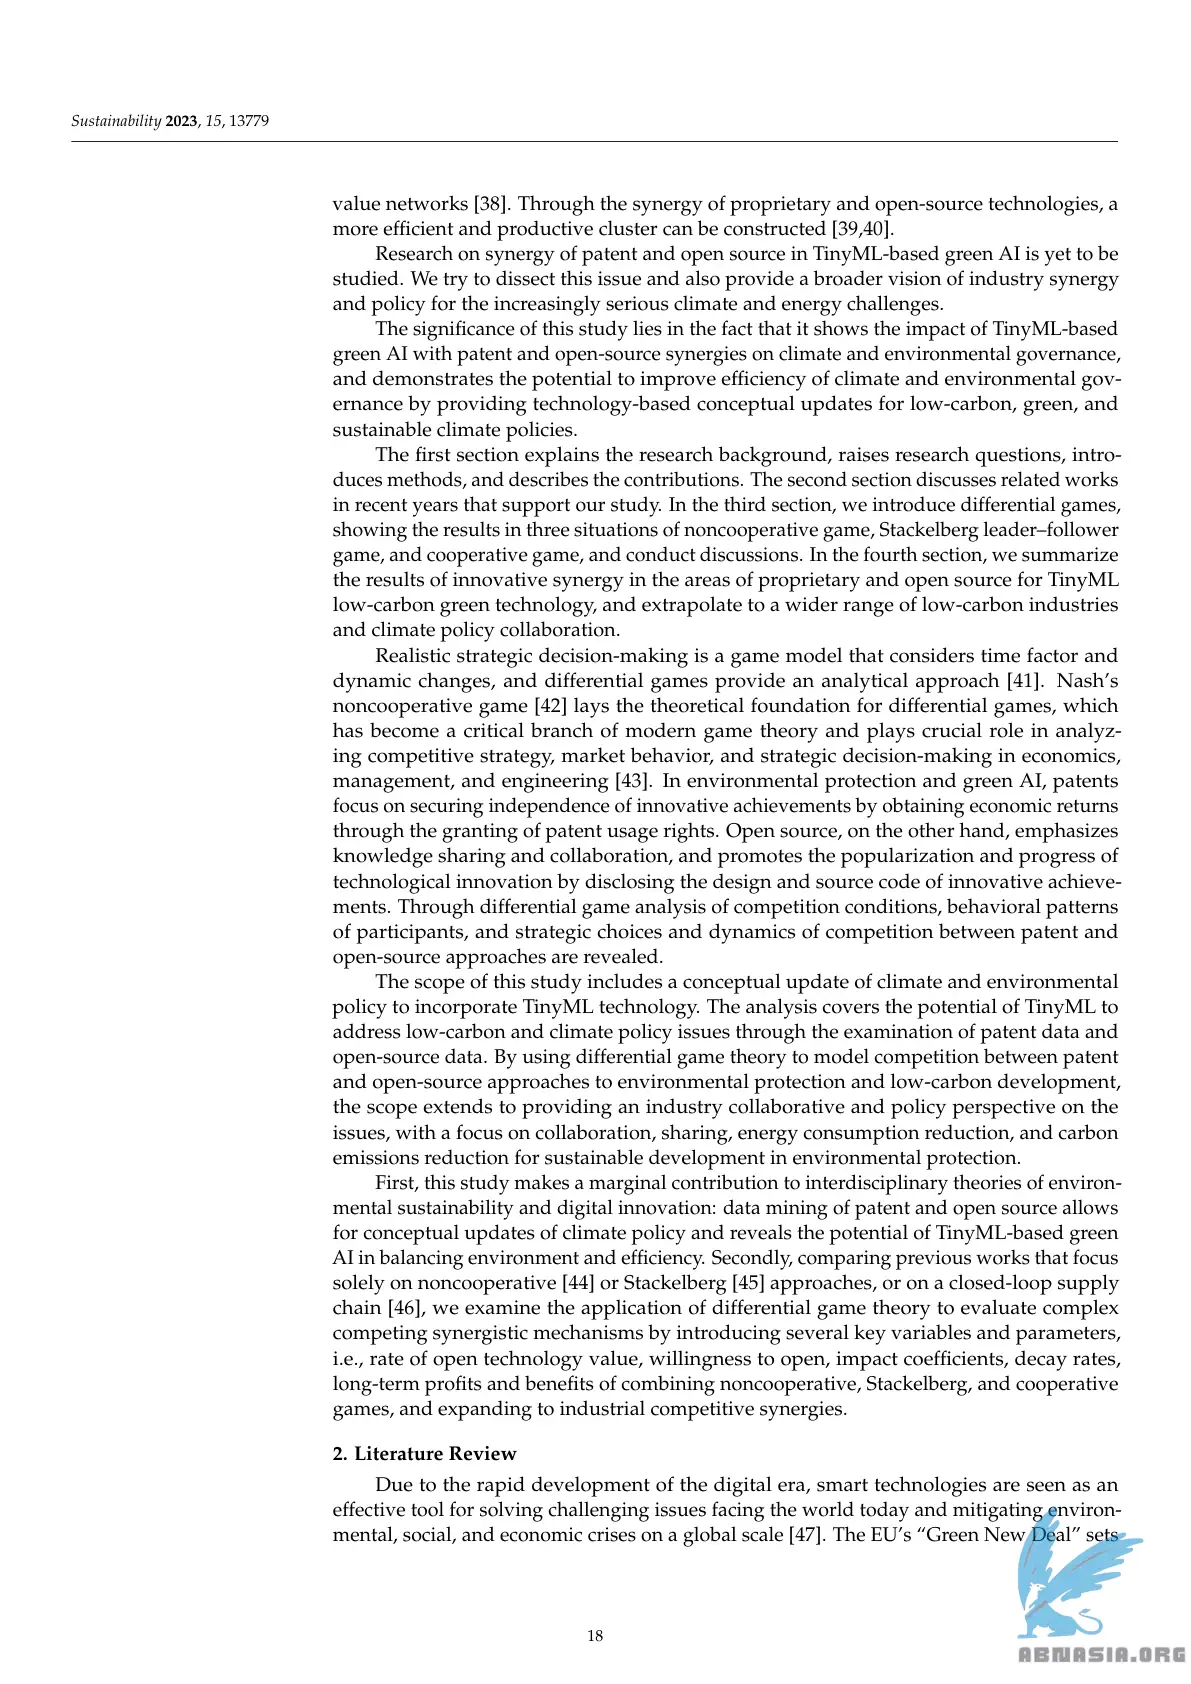 Sustainability 2023, 15, 13779
value networks [38]. Through the synergy of proprietary and open-source technologies, a
more efficient and productive cluster can be constructed [39,40].
Research on synergy of patent and open source in TinyML-based green AI is yet to be
studied. We try to dissect this issue and also provide a broader vision of industry synergy
and policy for the increasingly serious climate and energy challenges.
The significance of this study lies in the fact that it shows the impact of TinyML-based
green AI with patent and open-source synergies on climate and environmental governance,
and demonstrates the potential to improve efficiency of climate and environmental gov-
ernance by providing technology-based conceptual updates for low-carbon, green, and
sustainable climate policies.
The first section explains the research background, raises research questions, intro-
duces methods, and describes the contributions. The second section discusses related works
in recent years that support our study. In the third section, we introduce differential games,
showing the results in three situations of noncooperative game, Stackelberg leader–follower
game, and cooperative game, and conduct discussions. In the fourth section, we summarize
the results of innovative synergy in the areas of proprietary and open source for TinyML
low-carbon green technology, and extrapolate to a wider range of low-carbon industries
and climate policy collaboration.
Realistic strategic decision-making is a game model that considers time factor and
dynamic changes, and differential games provide an analytical approach [41]. Nash’s
noncooperative game [42] lays the theoretical foundation for differential games, which
has become a critical branch of modern game theory and plays crucial role in analyz-
ing competitive strategy, market behavior, and strategic decision-making in economics,
management, and engineering [43]. In environmental protection and green AI, patents
focus on securing independence of innovative achievements by obtaining economic returns
through the granting of patent usage rights. Open source, on the other hand, emphasizes
knowledge sharing and collaboration, and promotes the popularization and progress of
technological innovation by disclosing the design and source code of innovative achieve-
ments. Through differential game analysis of competition conditions, behavioral patterns
of participants, and strategic choices and dynamics of competition between patent and
open-source approaches are revealed.
The scope of this study includes a conceptual update of climate and environmental
policy to incorporate TinyML technology. The analysis covers the potential of TinyML to
address low-carbon and climate policy issues through the examination of patent data and
open-source data. By using differential game theory to model competition between patent
and open-source approaches to environmental protection and low-carbon development,
the scope extends to providing an industry collaborative and policy perspective on the
issues, with a focus on collaboration, sharing, energy consumption reduction, and carbon
emissions reduction for sustainable development in environmental protection.
First, this study makes a marginal contribution to interdisciplinary theories of environ-
mental sustainability and digital innovation: data mining of patent and open source allows
for conceptual updates of climate policy and reveals the potential of TinyML-based green
AI in balancing environment and efficiency. Secondly, comparing previous works that focus
solely on noncooperative [44] or Stackelberg [45] approaches, or on a closed-loop supply
chain [46], we examine the application of differential game theory to evaluate complex
competing synergistic mechanisms by introducing several key variables and parameters,
i.e., rate of open technology value, willingness to open, impact coefficients, decay rates,
long-term profits and benefits of combining noncooperative, Stackelberg, and cooperative
games, and expanding to industrial competitive synergies.
2. Literature Review
Due to the rapid development of the digital era, smart technologies are seen as an
effective tool for solving challenging issues facing the world today and mitigating environ-
mental, social, and economic crises on a global scale [47]. The EU’s “Green New Deal” sets
18
ABNASIA.ORG